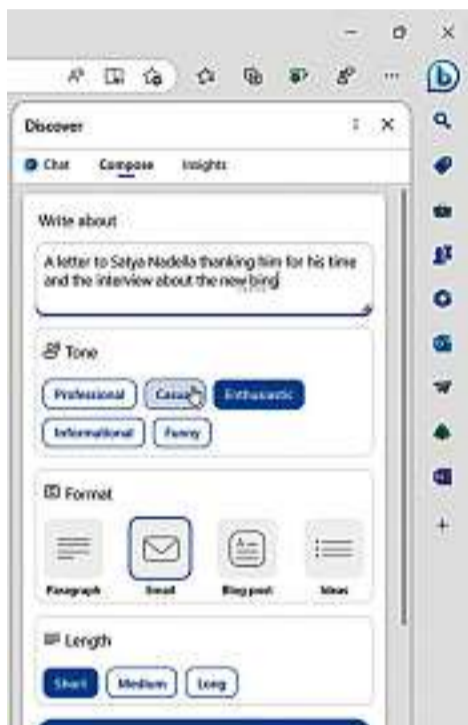 Discover
Chat Compose Insights
Write about
A letter to Satya Nadella thanking him for his time
and the interview about the new bing
Tone
Professional Casual Enthusiastic
Informational Funny
Format
Paragraph Email Blog post Ideas
Length
Short Medium Long